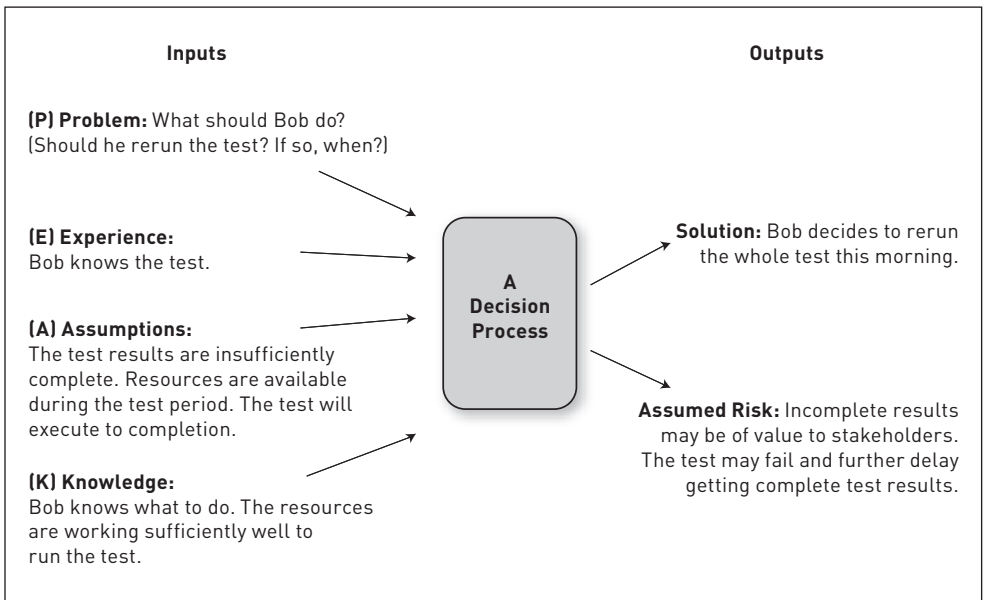 Inputs
(P) Problem: What should Bob do?
(Should he rerun the test? If so, when?)
(E) Experience:
Bob knows the test.
(A) Assumptions:
The test results are insufficiently
complete. Resources are available
during the test period. The test will
execute to completion.
(K) Knowledge:
Bob knows what to do. The resources
are working sufficiently well to
run the test.
A
Decision
Process
Outputs
Solution: Bob decides to rerun
the whole test this morning.
Assumed Risk: Incomplete results
may be of value to stakeholders.
The test may fail and further delay
getting complete test results.